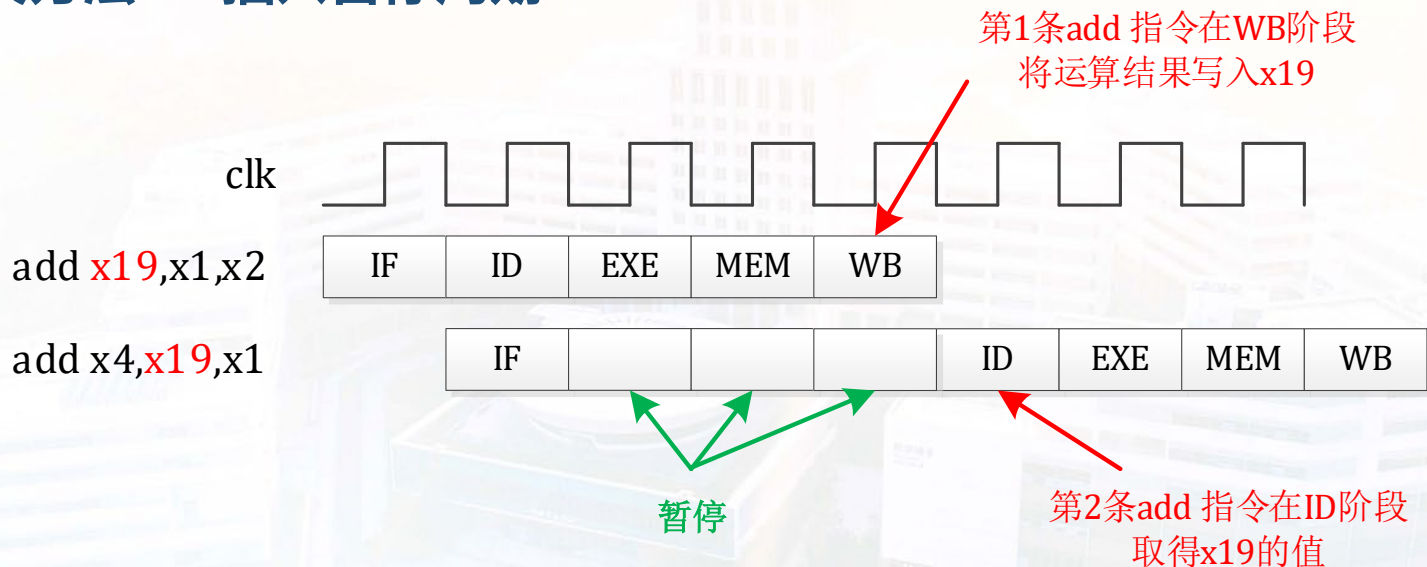 第1条add 指令在WB阶段
将运算结果写入x19
clk
add x19,x1,x2
IF ID EXE MEM WB
add x4,x19,x1
IF ID EXE MEM WB
暂停
第2条add 指令在ID阶段
取得x19的值